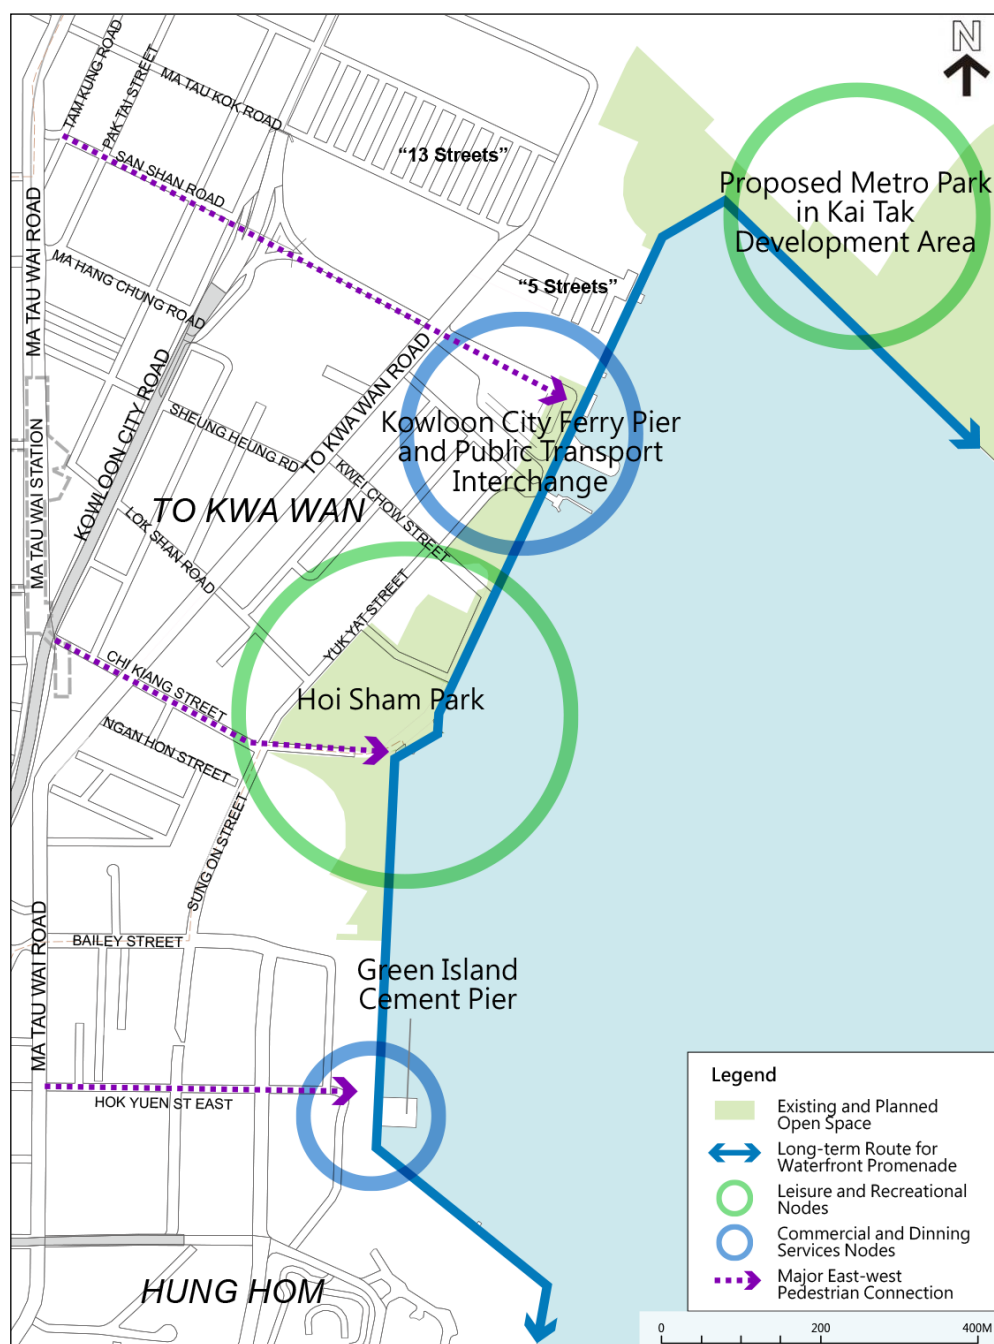 N
TAM KUNG ROAD
PAK TAI STREET
MA TAU KOK ROAD
"13 Streets"
SAN SHAN ROAD
Proposed Metro Park
in Kai Tak
Development Area
MA TAU WAI ROAD
MA HANG CHUNG ROAD
"5 Streets"
KOWLOON CITY ROAD
TO KWA WAN ROAD
SHEUNG HEUNG RD
Kowloon City Ferry Pier
and Public Transport
Interchange
MA TAU WAI STATION
TO KWA WAN
KWEI CHOW STREET
LOK SHAN ROAD
YUK YAT STREET
CHI KIANG STREET
Hoi Sham Park
NGAN HON STREET
SUNG ON STREET
BAILEY STREET
MA TAU WAI ROAD
Green Island
Cement Pier
HOK YUEN ST EAST
HUNG HOM
Legend
Existing and Planned
Open Space
Long-term Route for
Waterfront Promenade
Leisure and Recreational
Nodes
Commercial and Dinning
Services Nodes
Major East-west
Pedestrian Connection
0 200 400M